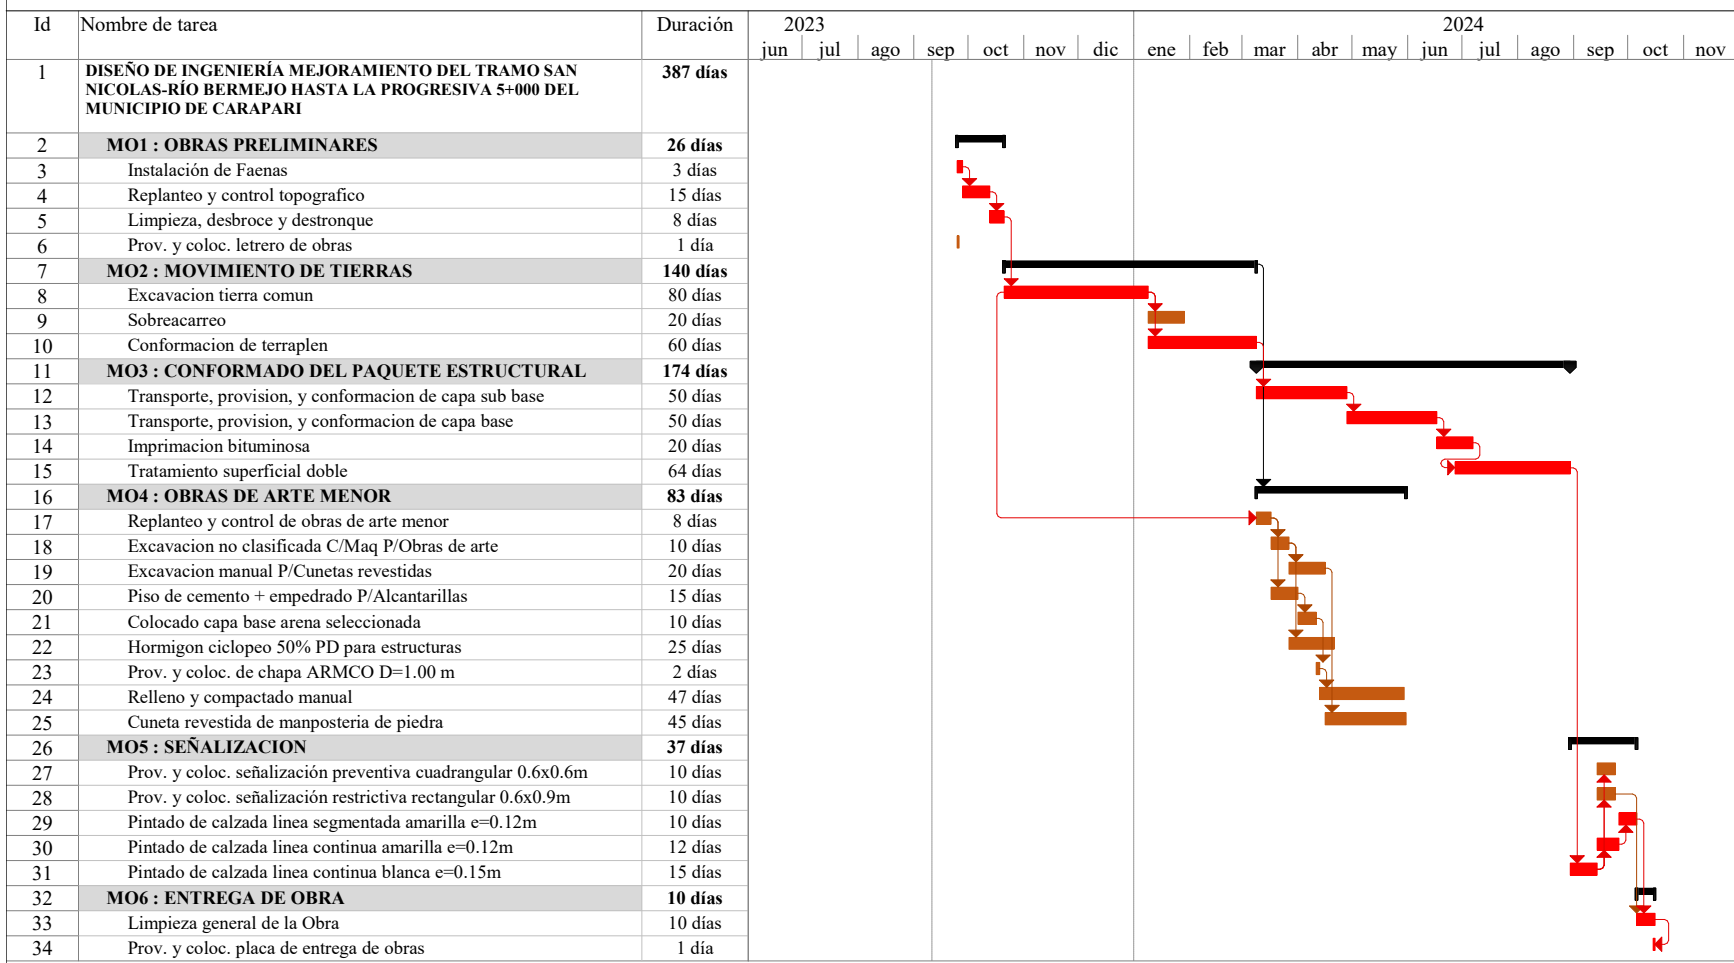 Id Nombre de tarea Duración 2023 2024
jun jul ago sep oct nov dic ene feb mar abr may jun jul ago sep oct nov
1 DISEÑO DE INGENIERÍA MEJORAMIENTO DEL TRAMO SAN 387 días
NICOLAS-RÍO BERMEJO HASTA LA PROGRESIVA 5+000 DEL
MUNICIPIO DE CARAPARI
2 MO1 : OBRAS PRELIMINARES 26 días
3 Instalación de Faenas 3 días
4 Replanteo y control topografico 15 días
5 Limpieza, desbroce y destronque 8 días
6 Prov. y coloc. letrero de obras 1 día
7 MO2 : MOVIMIENTO DE TIERRAS 140 días
8 Excavacion tierra comun 80 días
9 Sobreacarreo 20 días
10 Conformacion de terraplen 60 días
11 MO3 : CONFORMADO DEL PAQUETE ESTRUCTURAL 174 días
12 Transporte, provision, y conformacion de capa sub base 50 días
13 Transporte, provision, y conformacion de capa base 50 días
14 Imprimacion bituminosa 20 días
15 Tratamiento superficial doble 64 días
16 MO4 : OBRAS DE ARTE MENOR 83 días
17 Replanteo y control de obras de arte menor 8 días
18 Excavacion no clasificada C/Maq P/Obras de arte 10 días
19 Excavacion manual P/Cunetas revestidas 20 días
20 Piso de cemento + empedrado P/Alcantarillas 15 días
21 Colocado capa base arena seleccionada 10 días
22 Hormigon ciclopeo 50% PD para estructuras 25 días
23 Prov. y coloc. de chapa ARMCO D=1.00 m 2 días
24 Relleno y compactado manual 47 días
25 Cuneta revestida de manposteria de piedra 45 días
26 MO5 : SEÑALIZACION 37 días
27 Prov. y coloc. señalización preventiva cuadrangular 0.6x0.6m 10 días
28 Prov. y coloc. señalización restrictiva rectangular 0.6x0.9m 10 días
29 Pintado de calzada linea segmentada amarilla e=0.12m 10 días
30 Pintado de calzada linea continua amarilla e=0.12m 12 días
31 Pintado de calzada linea continua blanca e=0.15m 15 días
32 MO6 : ENTREGA DE OBRA 10 días
33 Limpieza general de la Obra 10 días
34 Prov. y coloc. placa de entrega de obras 1 día